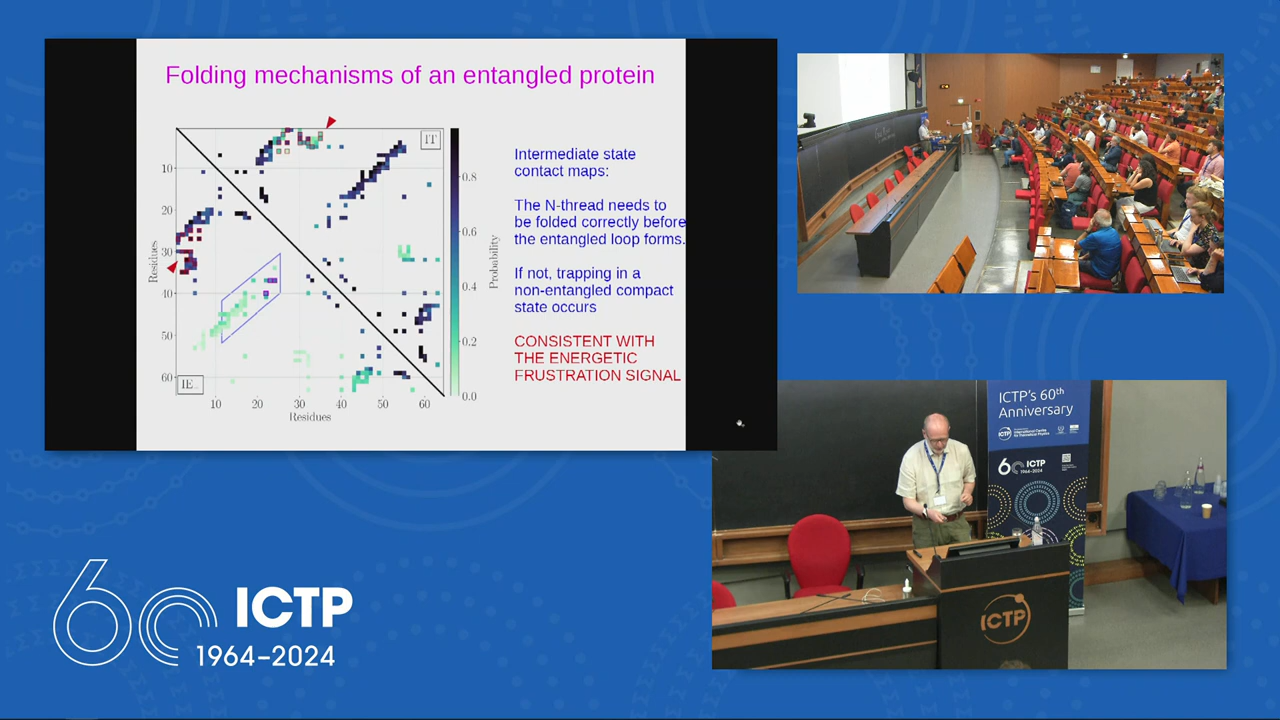 Folding mechanisms of an entangled protein
IT
10
20
30
40
50
60
Residues
IE
10
20
30
40
50
60
Residues
0.8
0.6
0.4
0.2
0.0
Probability
Intermediate state
contact maps:
The N-thread needs to
be folded correctly before
the entangled loop forms.
If not, trapping in a
non-entangled compact
state occurs
CONSISTENT WITH
THE ENERGETIC
FRUSTRATION SIGNAL
ICTP's 60th
Anniversary
ICTP
60 ICTP
1964-2024
ICTP
60 ICTP
1964-2024